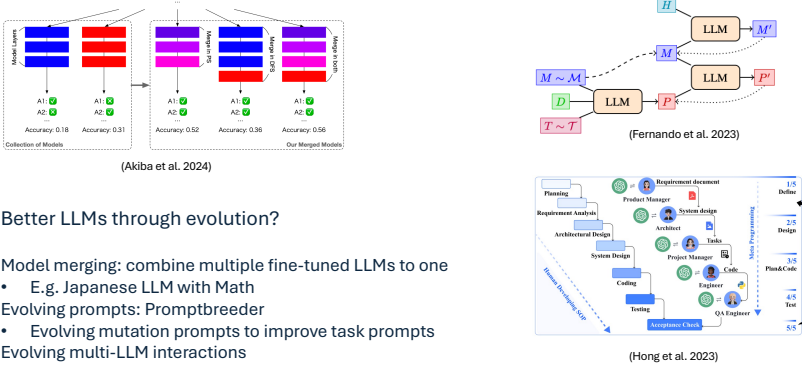 ...
Model Layers
Merge in PS
Merge in DFS
Merge in both
A1: ✅
A2: ❎
...
Accuracy: 0.18
A1: ❎
A2: ✅
...
Accuracy: 0.31
A1: ✅
A2: ✅
...
Accuracy: 0.52
A1: ✅
A2: ✅
...
Accuracy: 0.36
A1: ✅
A2: ✅
...
Accuracy: 0.56
Collection of Models
Our Merged Models
(Akiba et al. 2024)
H
LLM
M′
M
LLM
P′
M ∼ M
D
T ∼ T
LLM
P
(Fernando et al. 2023)
Better LLMs through evolution?
Model merging: combine multiple fine-tuned LLMs to one
• E.g. Japanese LLM with Math
Evolving prompts: Promptbreeder
• Evolving mutation prompts to improve task prompts
Evolving multi-LLM interactions
Planning
Requirement Analysis
Architectural Design
System Design
Coding
Testing
Acceptance Check
Human Developing SOP
Requirement document
Product Manager
System design
Architect
Tasks
Project Manager
Code
Engineer
QA Engineer
Meta Programming
1/5
Define
2/5
Design
3/5
Plan&Code
4/5
Test
5/5
(Hong et al. 2023)